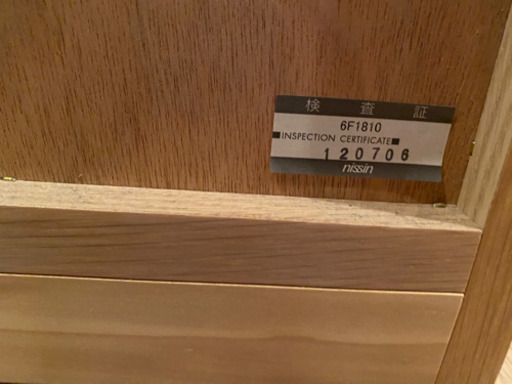 検 査 証
6F1810
■INSPECTION CERTIFICATE■
120706
nissin